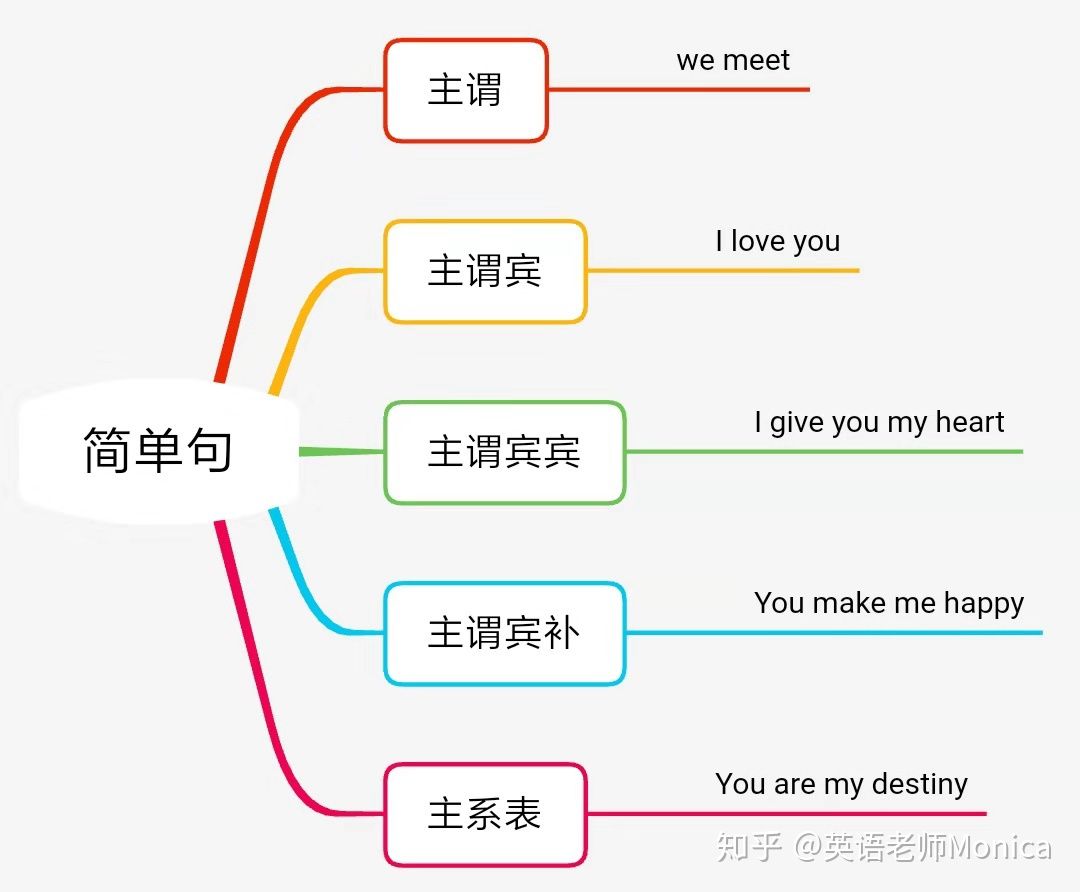 主谓
we meet
主谓宾
I love you
简单句
主谓宾宾
I give you my heart
主谓宾补
You make me happy
主系表
You are my destiny
知乎 @英语老师Monica